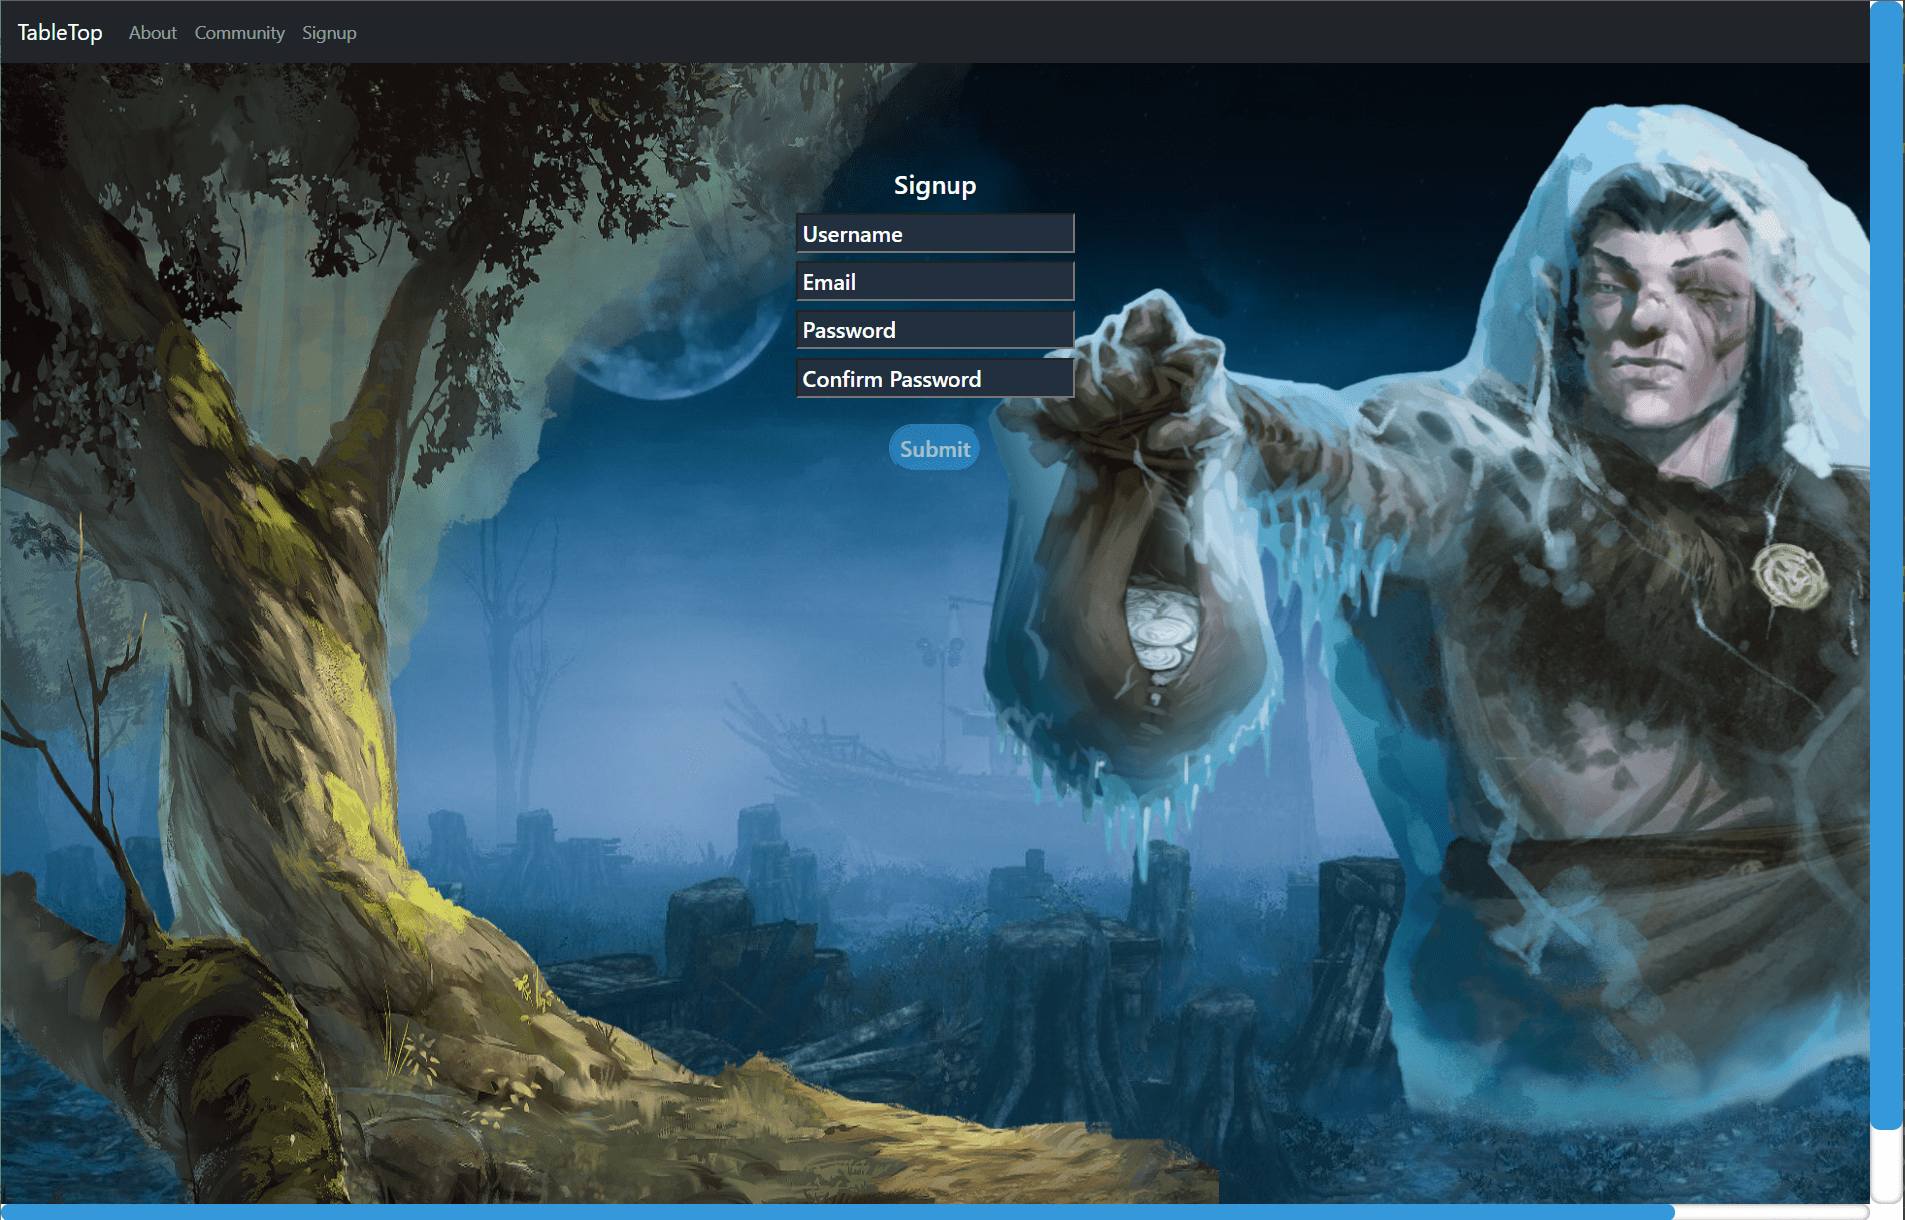 TableTop About Community Signup
Signup
Username
Email
Password
Confirm Password
Submit